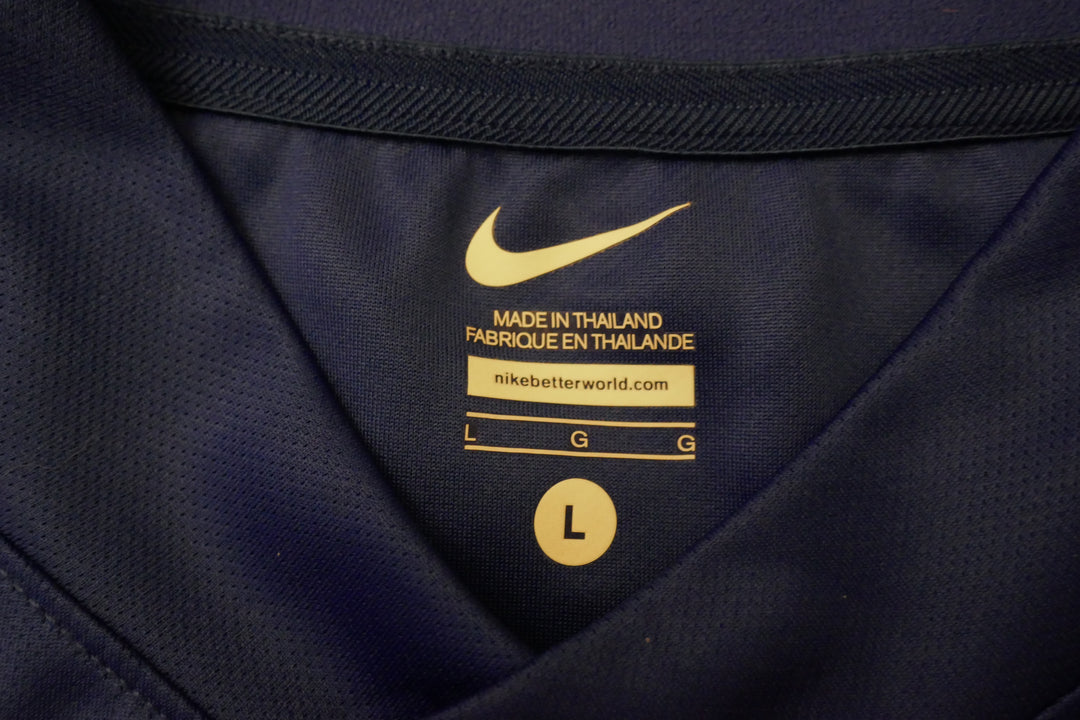 MADE IN THAILAND
FABRIQUE EN THAILANDE
nikebetterworld.com
L G G
L